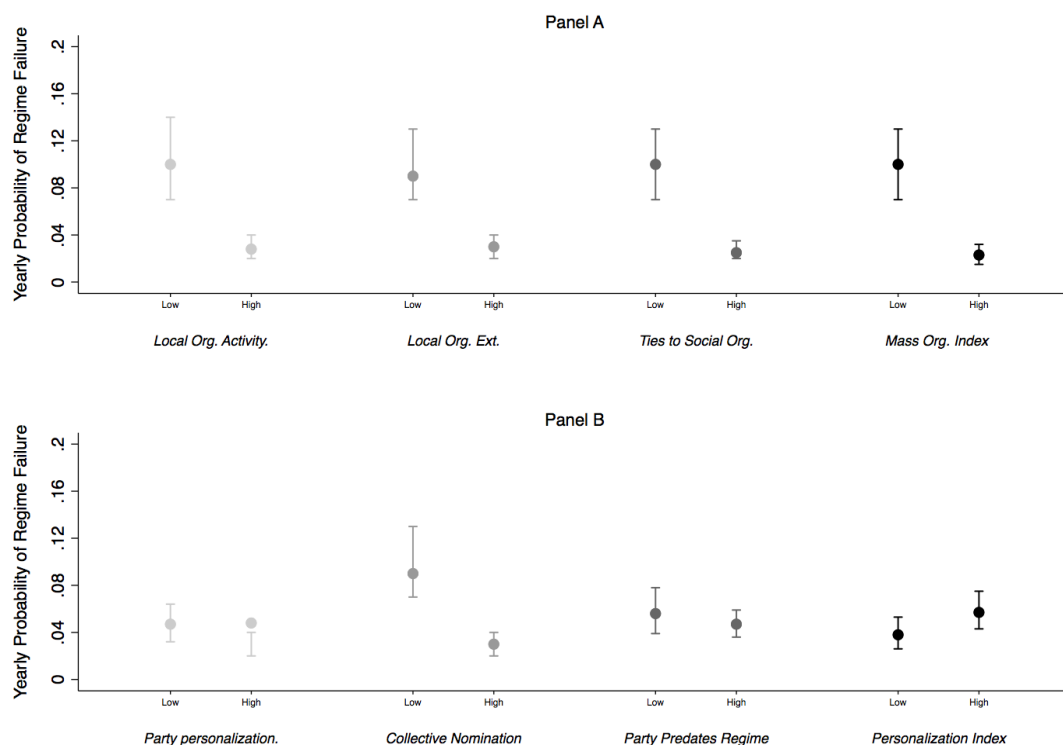 Panel A
Yearly Probability of Regime Failure
.2
.16
.12
.08
.04
0
Low High Low High Low High Low High
Local Org. Activity. Local Org. Ext. Ties to Social Org. Mass Org. Index
Panel B
Yearly Probability of Regime Failure
.2
.16
.12
.08
.04
0
Low High Low High Low High Low High
Party personalization. Collective Nomination Party Predates Regime Personalization Index